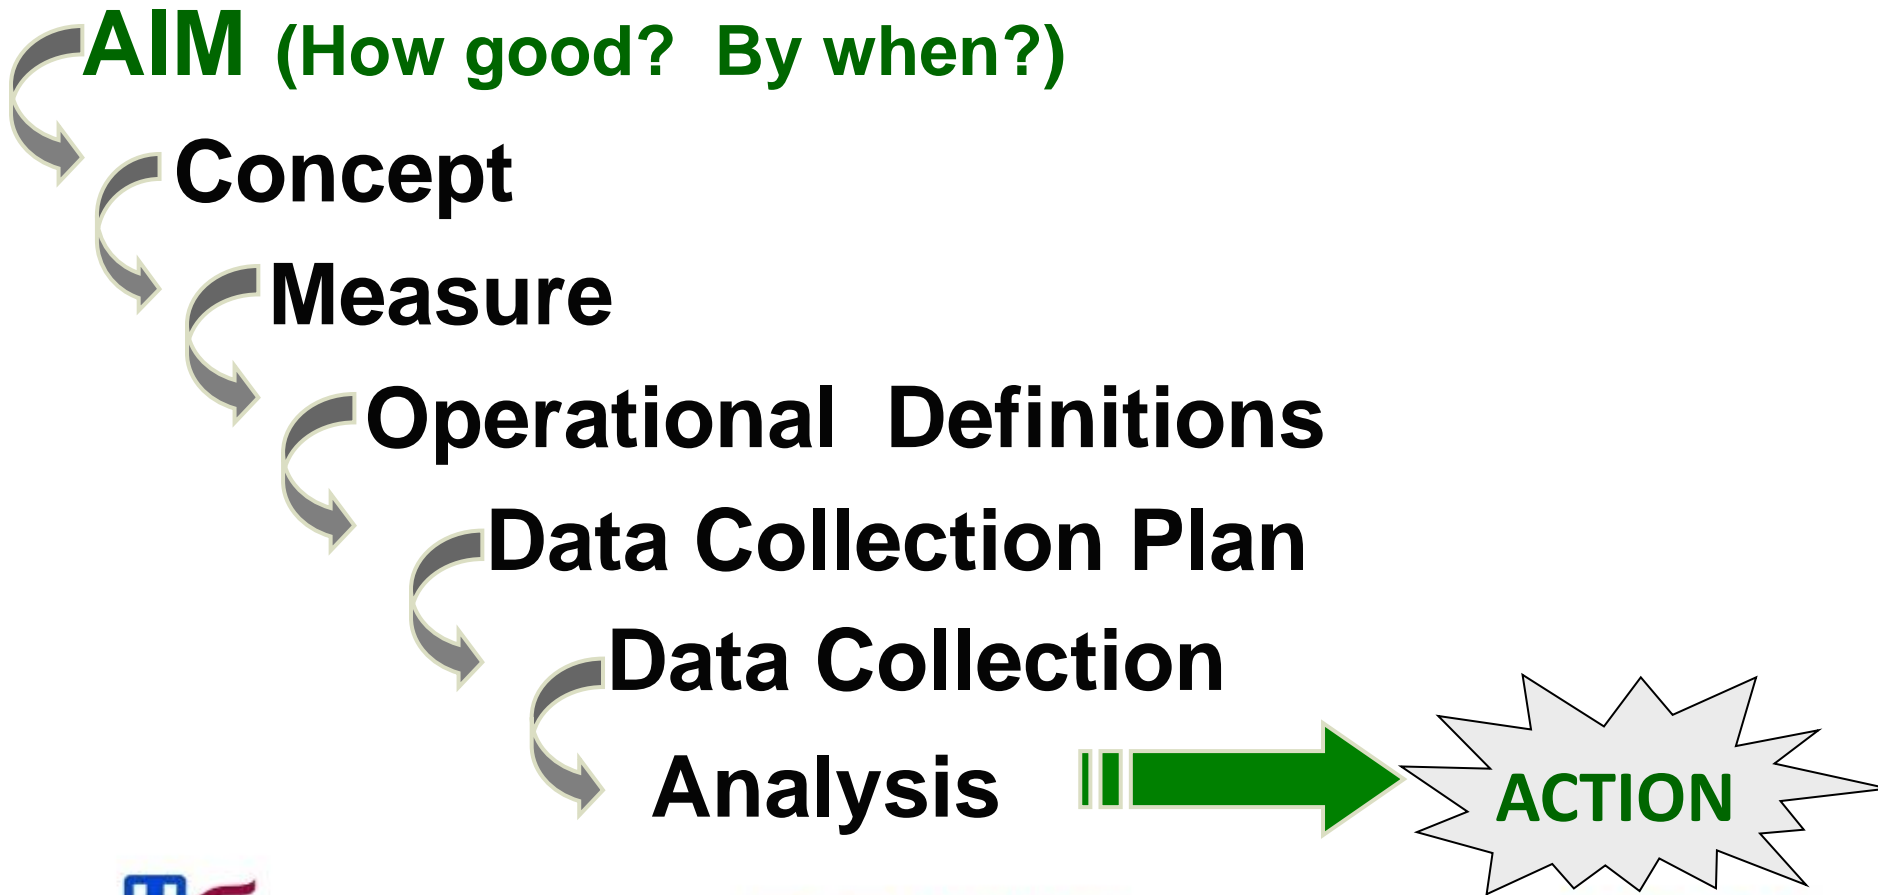 AIM (How good?  By when?)
Concept
Measure
Operational  Definitions
Data Collection Plan
Data Collection
Analysis
ACTION